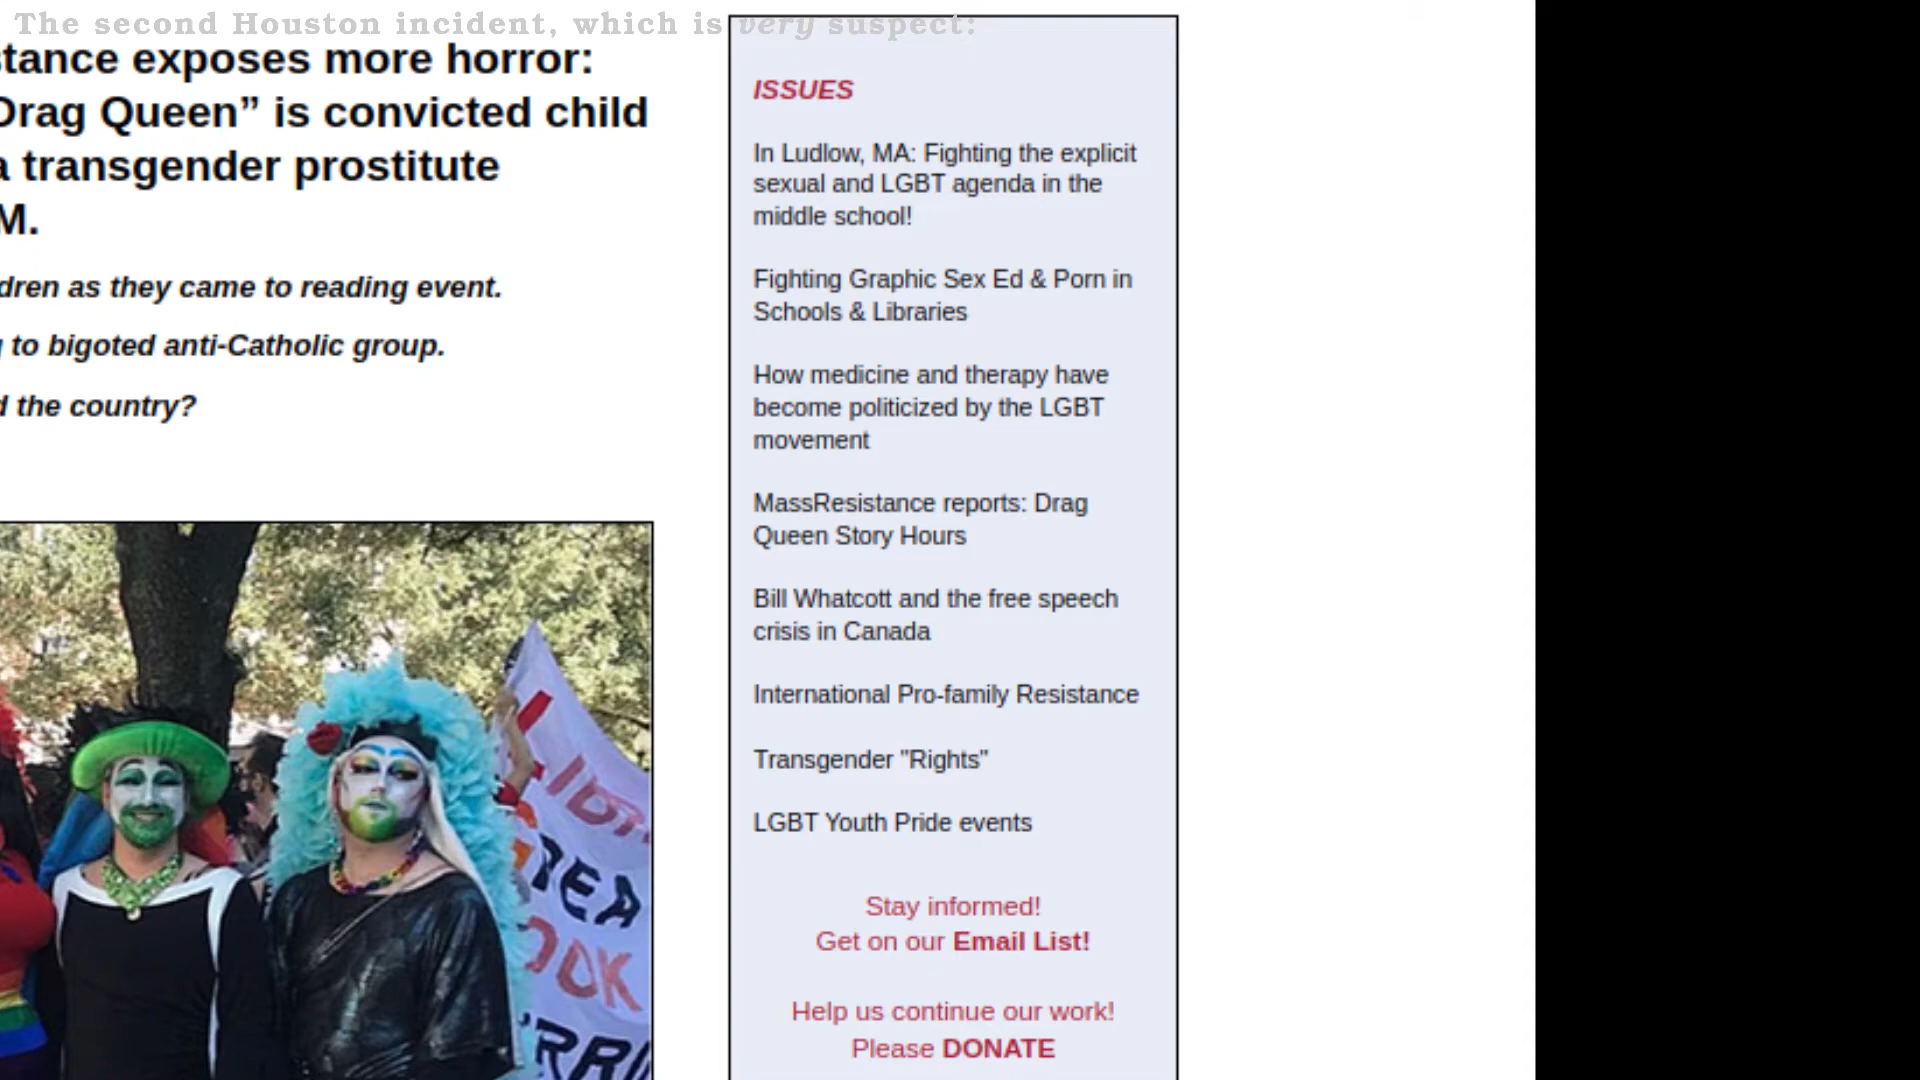 The second Houston incident, which is very suspect:
stance exposes more horror:
Drag Queen” is convicted child
a transgender prostitute
M.
dren as they came to reading event.
g to bigoted anti-Catholic group.
d the country?
ISSUES
In Ludlow, MA: Fighting the explicit
sexual and LGBT agenda in the
middle school!
Fighting Graphic Sex Ed & Porn in
Schools & Libraries
How medicine and therapy have
become politicized by the LGBT
movement
MassResistance reports: Drag
Queen Story Hours
Bill Whatcott and the free speech
crisis in Canada
International Pro-family Resistance
Transgender "Rights"
LGBT Youth Pride events
Stay informed!
Get on our Email List!
Help us continue our work!
Please DONATE